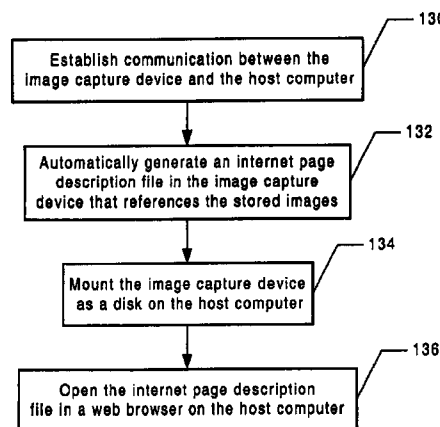 Establish communication between the
image capture device and the host computer
132
Automatically generate an internet page
description file in the image capture
device that references the stored images
134
Mount the image capture device
as a disk on the host computer
136
Open the internet page description
file in a web browser on the host computer